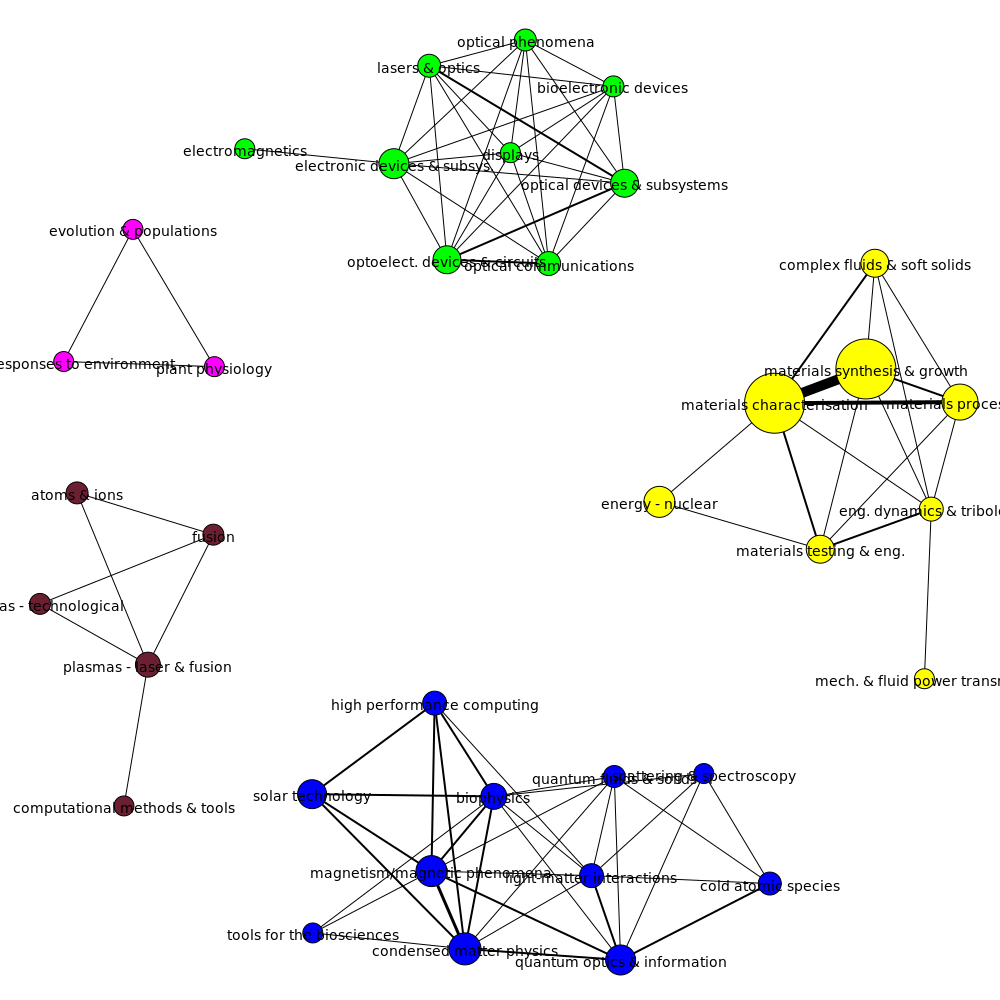 optical phenomena
lasers & optics
bioelectronic devices
electromagnetics
displays
electronic devices & subsys.
optical devices & subsystems
evolution & populations
optoelect. devices & circuits
optical communications
complex fluids & soft solids
esponses to environment
plant physiology
materials synthesis & growth
materials characterisation
materials proces
atoms & ions
energy - nuclear
eng. dynamics & tribolo
fusion
materials testing & eng.
as - technological
plasmas - laser & fusion
mech. & fluid power transm
high performance computing
quantum fluids & solids
scattering & spectroscopy
solar technology
biophysics
computational methods & tools
magnetism/magnetic phenomena
light-matter interactions
cold atomic species
tools for the biosciences
condensed matter physics
quantum optics & information